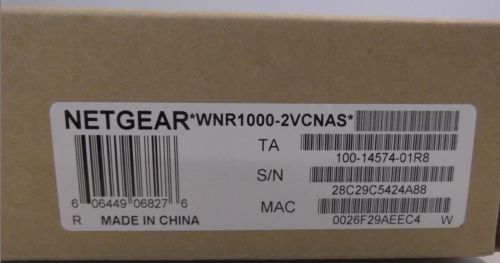 NETGEAR *WNR1000-2VCNAS*
TA
100-14574-01R8
S/N
28C29C5424A88
MAC
0026F29AEEC4 W
6 06449 06827 6
R MADE IN CHINA